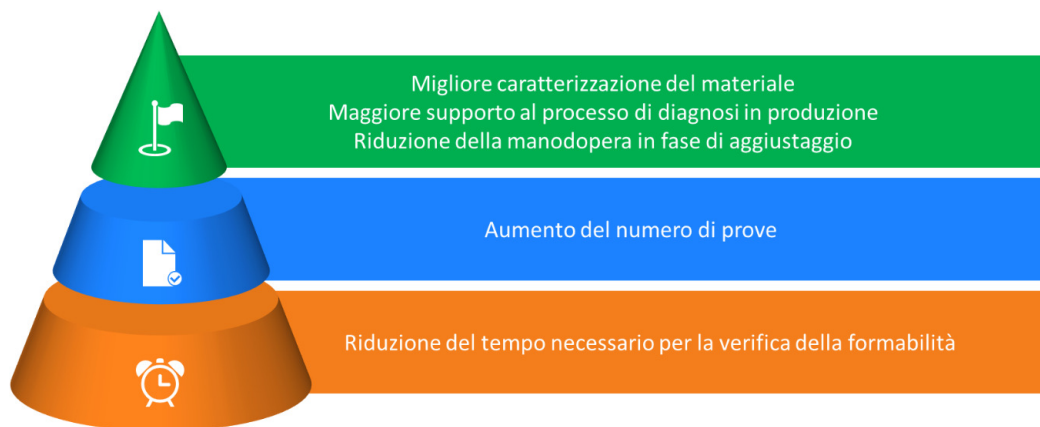 Migliore caratterizzazione del materiale
Maggiore supporto al processo di diagnosi in produzione
Riduzione della manodopera in fase di aggiustaggio
Aumento del numero di prove
Riduzione del tempo necessario per la verifica della formabilità